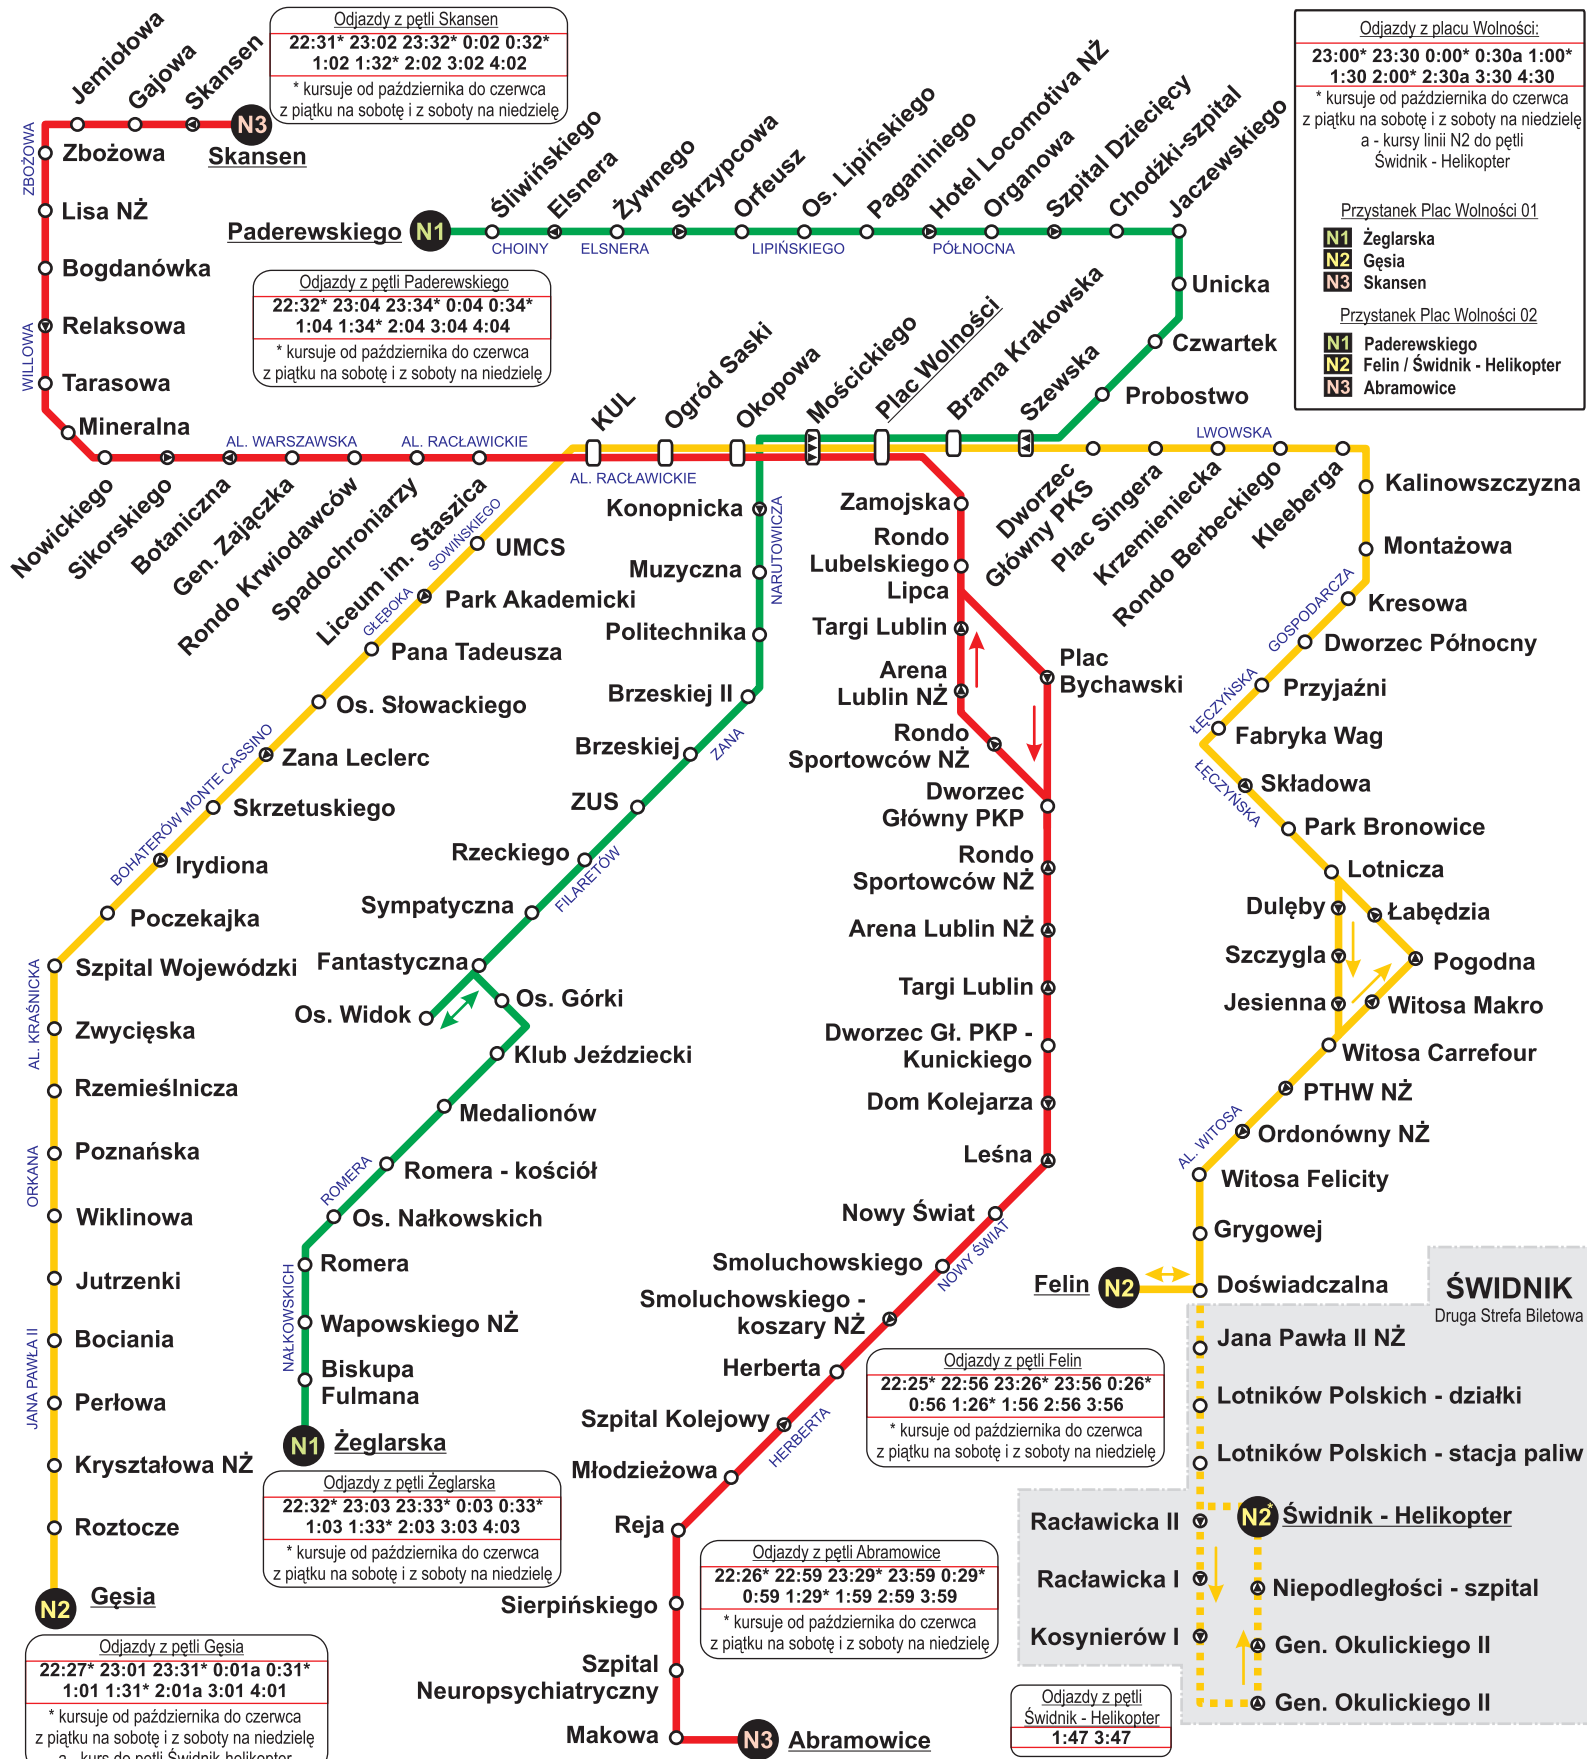 Odjazdy z pętli Skansen
22:31* 23:02 23:32* 0:02 0:32*
1:02 1:32* 2:02 3:02 4:02
* kursuje od października do czerwca
z piątku na sobotę i z soboty na niedzielę
Odjazdy z placu Wolności:
23:00* 23:30 0:00* 0:30a 1:00*
1:30 2:00* 2:30a 3:30 4:30
* kursuje od października do czerwca
z piątku na sobotę i z soboty na niedzielę
a - kursy linii N2 do pętli
Świdnik - Helikopter
Przystanek Plac Wolności 01
N1 Żeglarska
N2 Gęsia
N3 Skansen
Przystanek Plac Wolności 02
N1 Paderewskiego
N2 Felin / Świdnik - Helikopter
N3 Abramowice
Jemiołowa
Gajowa
Skansen
N3
Skansen
ZBOŻOWA
Zbożowa
Lisa NŻ
Bogdanówka
Relaksowa
WILLOWA
Tarasowa
Mineralna
Nowickiego
Sikorskiego
Botaniczna
AL. WARSZAWSKA
Gen. Zajączka
Rondo Krwiodawców
Spadochroniarzy
AL. RACŁAWICKIE
Liceum im. Staszica
Paderewskiego
N1
Śliwińskiego
Elsnera
Żywnego
Skrzypcowa
Orfeusz
Os. Lipińskiego
Paganiniego
Hotel Locomotiva NŻ
Organowa
Szpital Dziecięcy
Chodźki-szpital
Jaczewskiego
CHOINY
ELSNERA
LIPIŃSKIEGO
PÓŁNOCNA
Unicka
Czwartek
Probostwo
Odjazdy z pętli Paderewskiego
22:32* 23:04 23:34* 0:04 0:34*
1:04 1:34* 2:04 3:04 4:04
* kursuje od października do czerwca
z piątku na sobotę i z soboty na niedzielę
KUL
Ogród Saski
Okopowa
Mościckiego
Plac Wolności
Brama Krakowska
Szewska
AL. RACŁAWICKIE
LWOWSKA
Dworzec
Główny PKS
Plac Singera
Krzemieniecka
Rondo Berbeckiego
Kleeberga
Kalinowszczyzna
Montażowa
Kresowa
GOSPODARCZA
Dworzec Północny
Przyjaźni
ŁĘCZYŃSKA
Fabryka Wag
ŁĘCZYŃSKA
Składowa
Park Bronowice
Lotnicza
Dulęby
Łabędzia
Szczygla
Pogodna
Jesienna
Witosa Makro
Witosa Carrefour
PTHW NŻ
Ordonówny NŻ
AL. WITOSA
Witosa Felicity
Grygowej
Doświadczalna
Felin
N2
SOWIŃSKIEGO
UMCS
GŁĘBOKA
Park Akademicki
Pana Tadeusza
Os. Słowackiego
Zana Leclerc
BOHATERÓW MONTE CASSINO
Skrzetuskiego
Irydiona
Poczekajka
Szpital Wojewódzki
AL. KRAŚNICKA
Zwycięska
Rzemieślnicza
Poznańska
ORKANA
Wiklinowa
Jutrzenki
Bociania
JANA PAWŁA II
Perłowa
Kryształowa NŻ
Roztocze
N2
Gęsia
Odjazdy z pętli Gęsia
22:27* 23:01 23:31* 0:01a 0:31*
1:01 1:31* 2:01a 3:01 4:01
* kursuje od października do czerwca
z piątku na sobotę i z soboty na niedzielę
a - kurs do pętli Świdnik-helikopter
Konopnicka
NARUTOWICZA
Muzyczna
Politechnika
Brzeskiej II
Brzeskiej
ZANA
ZUS
Rzeckiego
FILARETÓW
Sympatyczna
Fantastyczna
Os. Widok
Os. Górki
Klub Jeździecki
Medalionów
Romera - kościół
ROMERA
Os. Nałkowskich
Romera
NAŁKOWSKICH
Wapowskiego NŻ
Biskupa
Fulmana
N1
Żeglarska
Odjazdy z pętli Żeglarska
22:32* 23:03 23:33* 0:03 0:33*
1:03 1:33* 2:03 3:03 4:03
* kursuje od października do czerwca
z piątku na sobotę i z soboty na niedzielę
Zamojska
Rondo
Lubelskiego
Lipca
Targi Lublin
Arena
Lublin NŻ
Plac
Bychawski
Rondo
Sportowców NŻ
Dworzec
Główny PKP
Rondo
Sportowców NŻ
Arena Lublin NŻ
Targi Lublin
Dworzec Gł. PKP -
Kunickiego
Dom Kolejarza
Leśna
Nowy Świat
NOWY ŚWIAT
Smoluchowskiego
Smoluchowskiego -
koszary NŻ
Herberta
Szpital Kolejowy
HERBERTA
Młodzieżowa
Reja
Sierpińskiego
Szpital
Neuropsychiatryczny
Makowa
N3
Abramowice
Odjazdy z pętli Felin
22:25* 22:56 23:26* 23:56 0:26*
0:56 1:26* 1:56 2:56 3:56
* kursuje od października do czerwca
z piątku na sobotę i z soboty na niedzielę
Odjazdy z pętli Abramowice
22:26* 22:59 23:29* 23:59 0:29*
0:59 1:29* 1:59 2:59 3:59
* kursuje od października do czerwca
z piątku na sobotę i z soboty na niedzielę
ŚWIDNIK
Druga Strefa Biletowa
Jana Pawła II NŻ
Lotników Polskich - działki
Lotników Polskich - stacja paliw
Racławicka II
N2*
Świdnik - Helikopter
Racławicka I
Niepodległości - szpital
Kosynierów I
Gen. Okulickiego II
Gen. Okulickiego II
Odjazdy z pętli
Świdnik - Helikopter
1:47 3:47